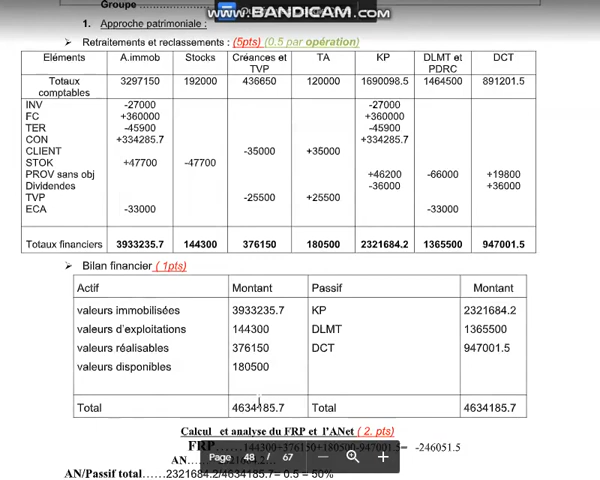 Groupe
WWW.BANDICAM.COM
1. Approche patrimoniale :
➢ Retraitements et reclassements : (5pts) (0.5 par opération)
Eléments A.immob Stocks Créances et TVP TA KP DLMT et PDRC DCT
Totaux comptables 3297150 192000 436650 120000 1690098.5 1464500 891201.5
INV -27000 -27000
FC +360000 +360000
TER -45900 -45900
CON +334285.7 +334285.7
CLIENT -35000 +35000
STOK +47700 -47700
PROV sans obj +46200 -66000 +19800
Dividendes -36000 +36000
TVP -25500 +25500
ECA -33000 -33000
Totaux financiers 3933235.7 144300 376150 180500 2321684.2 1365500 947001.5
➢ Bilan financier ( 1pts)
Actif Montant Passif Montant
valeurs immobilisées 3933235.7 KP 2321684.2
valeurs d'exploitations 144300 DLMT 1365500
valeurs réalisables 376150 DCT 947001.5
valeurs disponibles 180500
Total 4634185.7 Total 4634185.7
Calcul et analyse du FRP et l'ANet ( 2. pts)
FRP......144300+376150+180500-947001.5= -246051.5
AN
Page 48 / 67
AN/Passif total......2321684.2/4634185.7= 0.5 = 50%